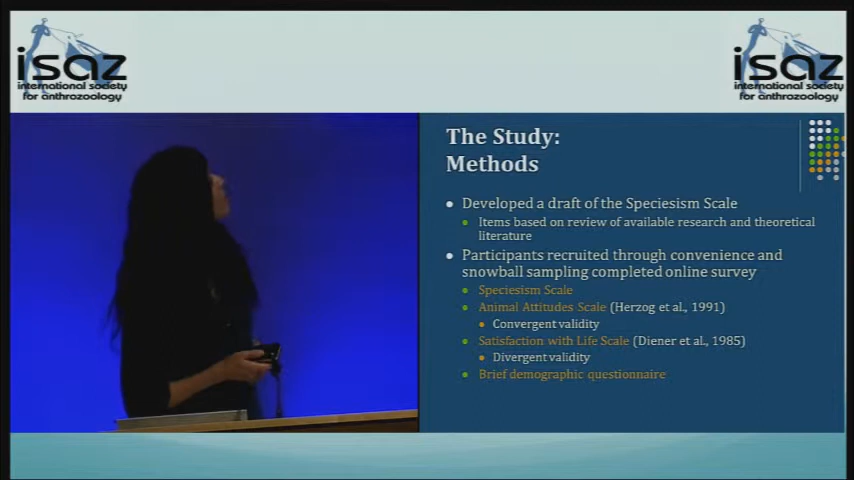 isaz
international society
for anthrozoology
isaz
international society
for anthrozoology
The Study:
Methods
Developed a draft of the Speciesism Scale
Items based on review of available research and theoretical
literature
Participants recruited through convenience and
snowball sampling completed online survey
Speciesism Scale
Animal Attitudes Scale (Herzog et al., 1991)
Convergent validity
Satisfaction with Life Scale (Diener et al., 1985)
Divergent validity
Brief demographic questionnaire